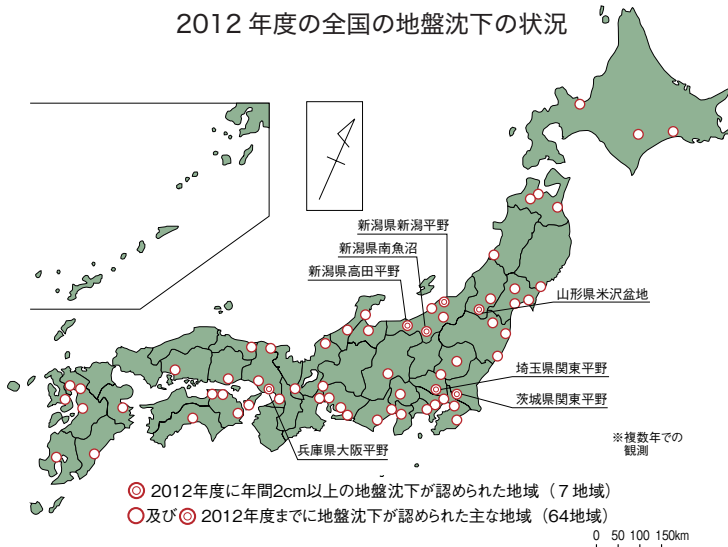 2012年度の全国の地盤沈下の状況
新潟県新潟平野
新潟県南魚沼
新潟県高田平野
山形県米沢盆地
埼玉県関東平野
茨城県関東平野
兵庫県大阪平野
※複数年での
観測
◎ 2012年度に年間2cm以上の地盤沈下が認められた地域（7地域）
○及び◎ 2012年度までに地盤沈下が認められた主な地域（64地域）
0 50 100 150km